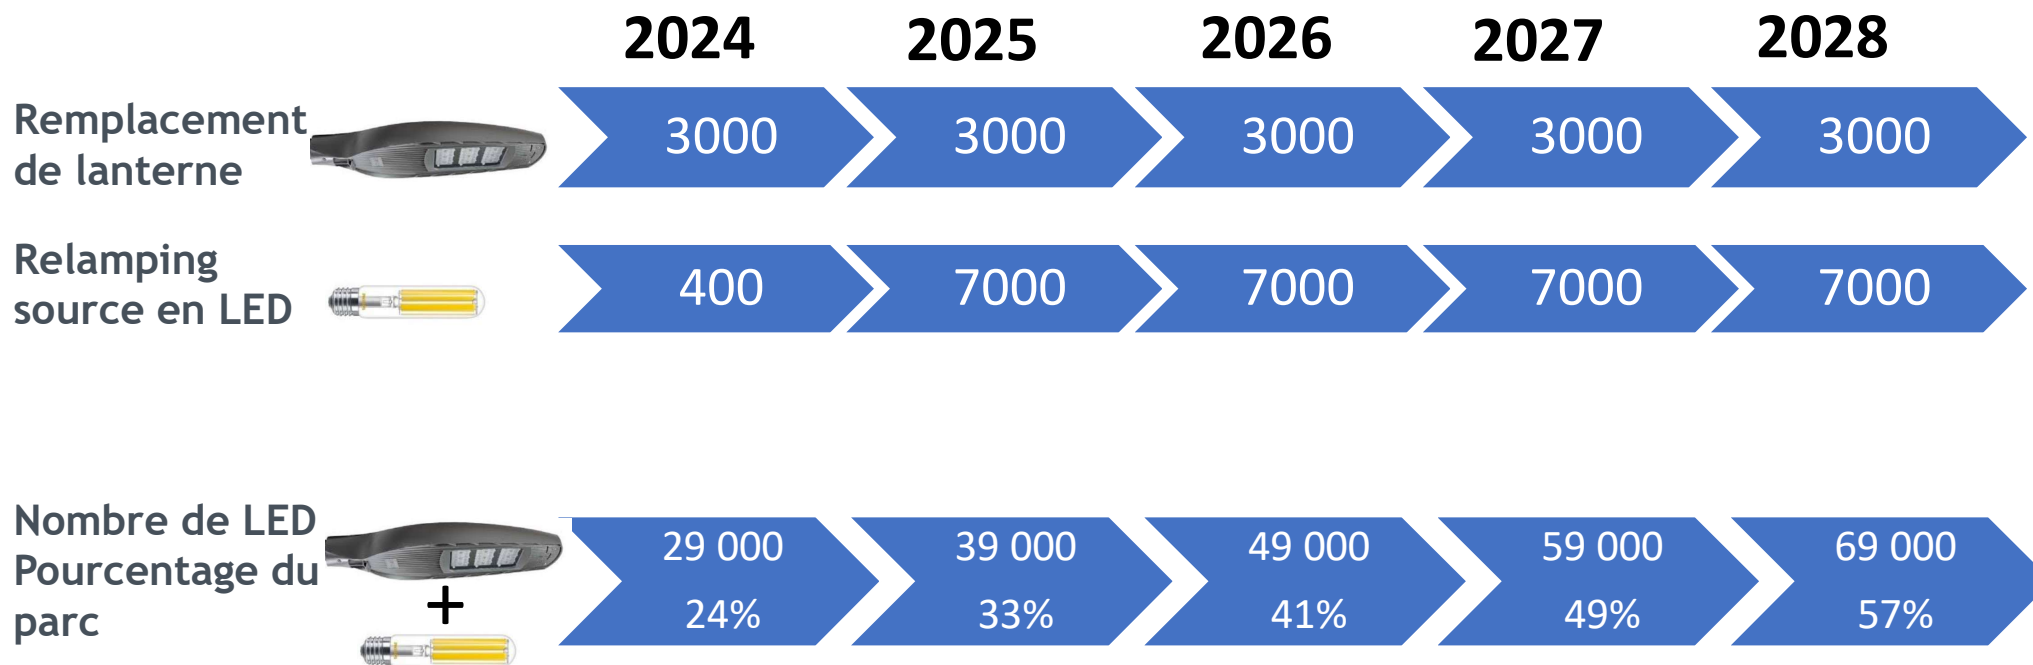 2024 2025 2026 2027 2028
Remplacement
de lanterne
3000 3000 3000 3000 3000
Relamping
source en LED
400 7000 7000 7000 7000
Nombre de LED
Pourcentage du
parc
+
29 000 39 000 49 000 59 000 69 000
24% 33% 41% 49% 57%